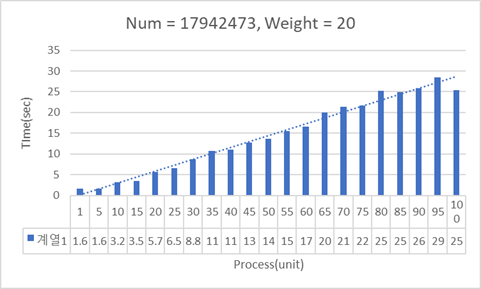 Num = 17942473, Weight = 20
Time(sec)
35
30
25
20
15
10
5
0
1 5 10 15 20 25 30 35 40 45 50 55 60 65 70 75 80 85 90 95 10
0
계열1 1.6 1.6 3.2 3.5 5.7 6.5 8.8 11 11 13 14 15 17 20 21 22 25 25 26 29 25
Process(unit)